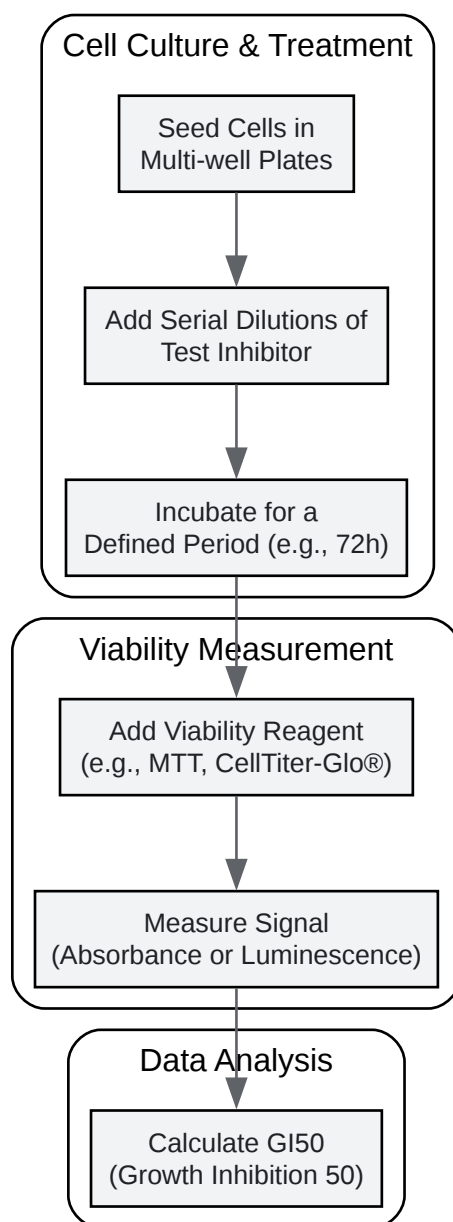 Cell Culture & Treatment
Seed Cells in
Multi-well Plates
Add Serial Dilutions of
Test Inhibitor
Incubate for a
Defined Period (e.g., 72h)
Viability Measurement
Add Viability Reagent
(e.g., MTT, CellTiter-Glo®)
Measure Signal
(Absorbance or Luminescence)
Data Analysis
Calculate GI50
(Growth Inhibition 50)